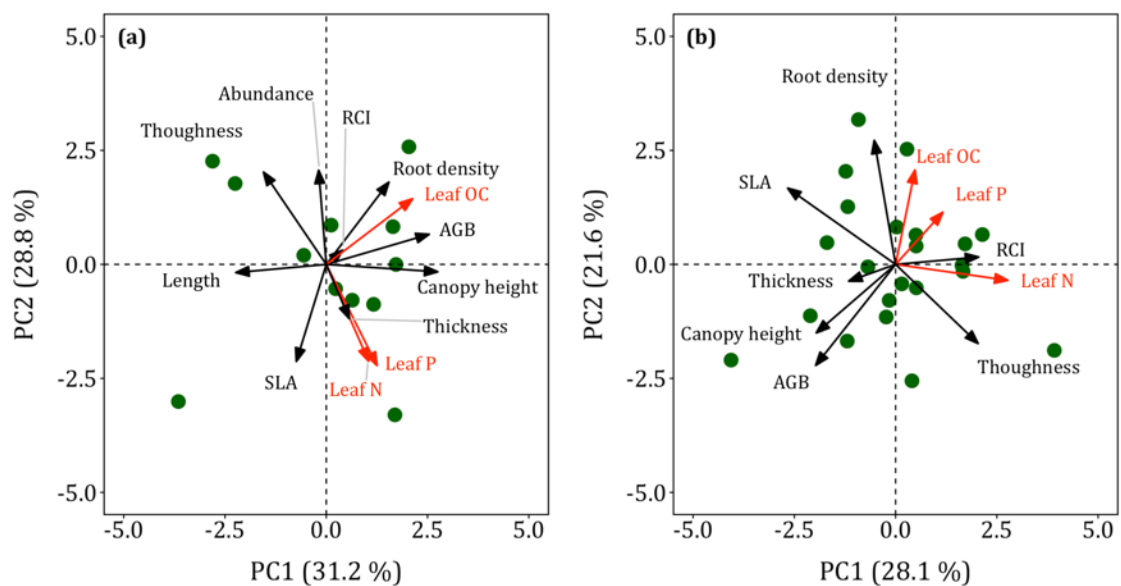 (a)
Abundance
RCI
Thoughness
Root density
Leaf OC
AGB
Length
Canopy height
Thickness
Leaf P
SLA
Leaf N
5.0
2.5
0.0
-2.5
-5.0
PC2 (28.8 %)
-5.0 -2.5 0.0 2.5 5.0
PC1 (31.2 %)
(b)
Root density
Leaf OC
SLA
Leaf P
RCI
Thickness
Leaf N
Canopy height
Thoughness
AGB
5.0
2.5
0.0
-2.5
-5.0
PC2 (21.6 %)
-5.0 -2.5 0.0 2.5 5.0
PC1 (28.1 %)